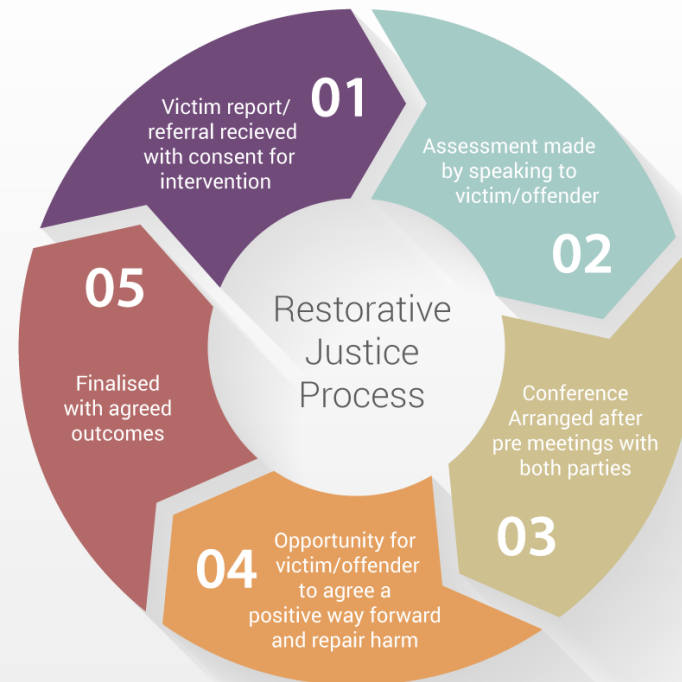 01
Victim report/
referral recieved
with consent for
intervention
Assessment made
by speaking to
victim/offender
02
Conference
Arranged after
pre meetings with
both parties
03
04
Opportunity for
victim/offender
to agree a
positive way forward
and repair harm
05
Finalised
with agreed
outcomes
Restorative
Justice
Process